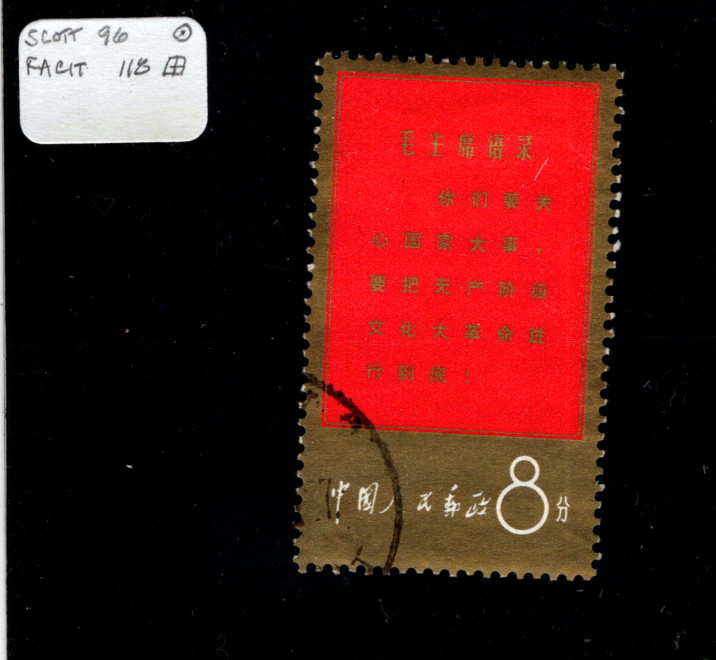 SCOTT 96
FACIT 118
毛主席语录
你们要关
心国家大事，
要把无产阶级
文化大革命进
行到底！
中国人民邮政 8分